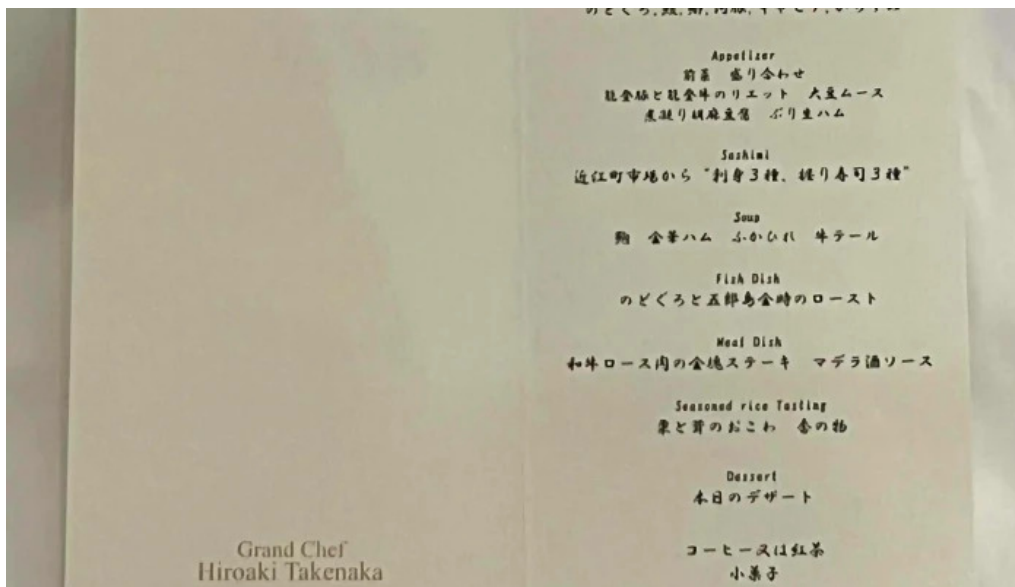 Appetizer
前菜 盛り合わせ
能登豚と能登牛のリエット 大豆ムース
煮凝り胡麻豆腐 ぶり生ハム
Sashimi
近江町市場から “刺身3種、握り寿司3種”
Soup
鮑 金華ハム ふかひれ 牛テール
Fish Dish
のどぐろと五郎島金時のロースト
Meat Dish
和牛ロース肉の金塊ステーキ マデラ酒ソース
Seasoned rice Tasting
栗と茸のおこわ 香の物
Dessert
本日のデザート
コーヒー又は紅茶
小菓子
Grand Chef
Hiroaki Takenaka